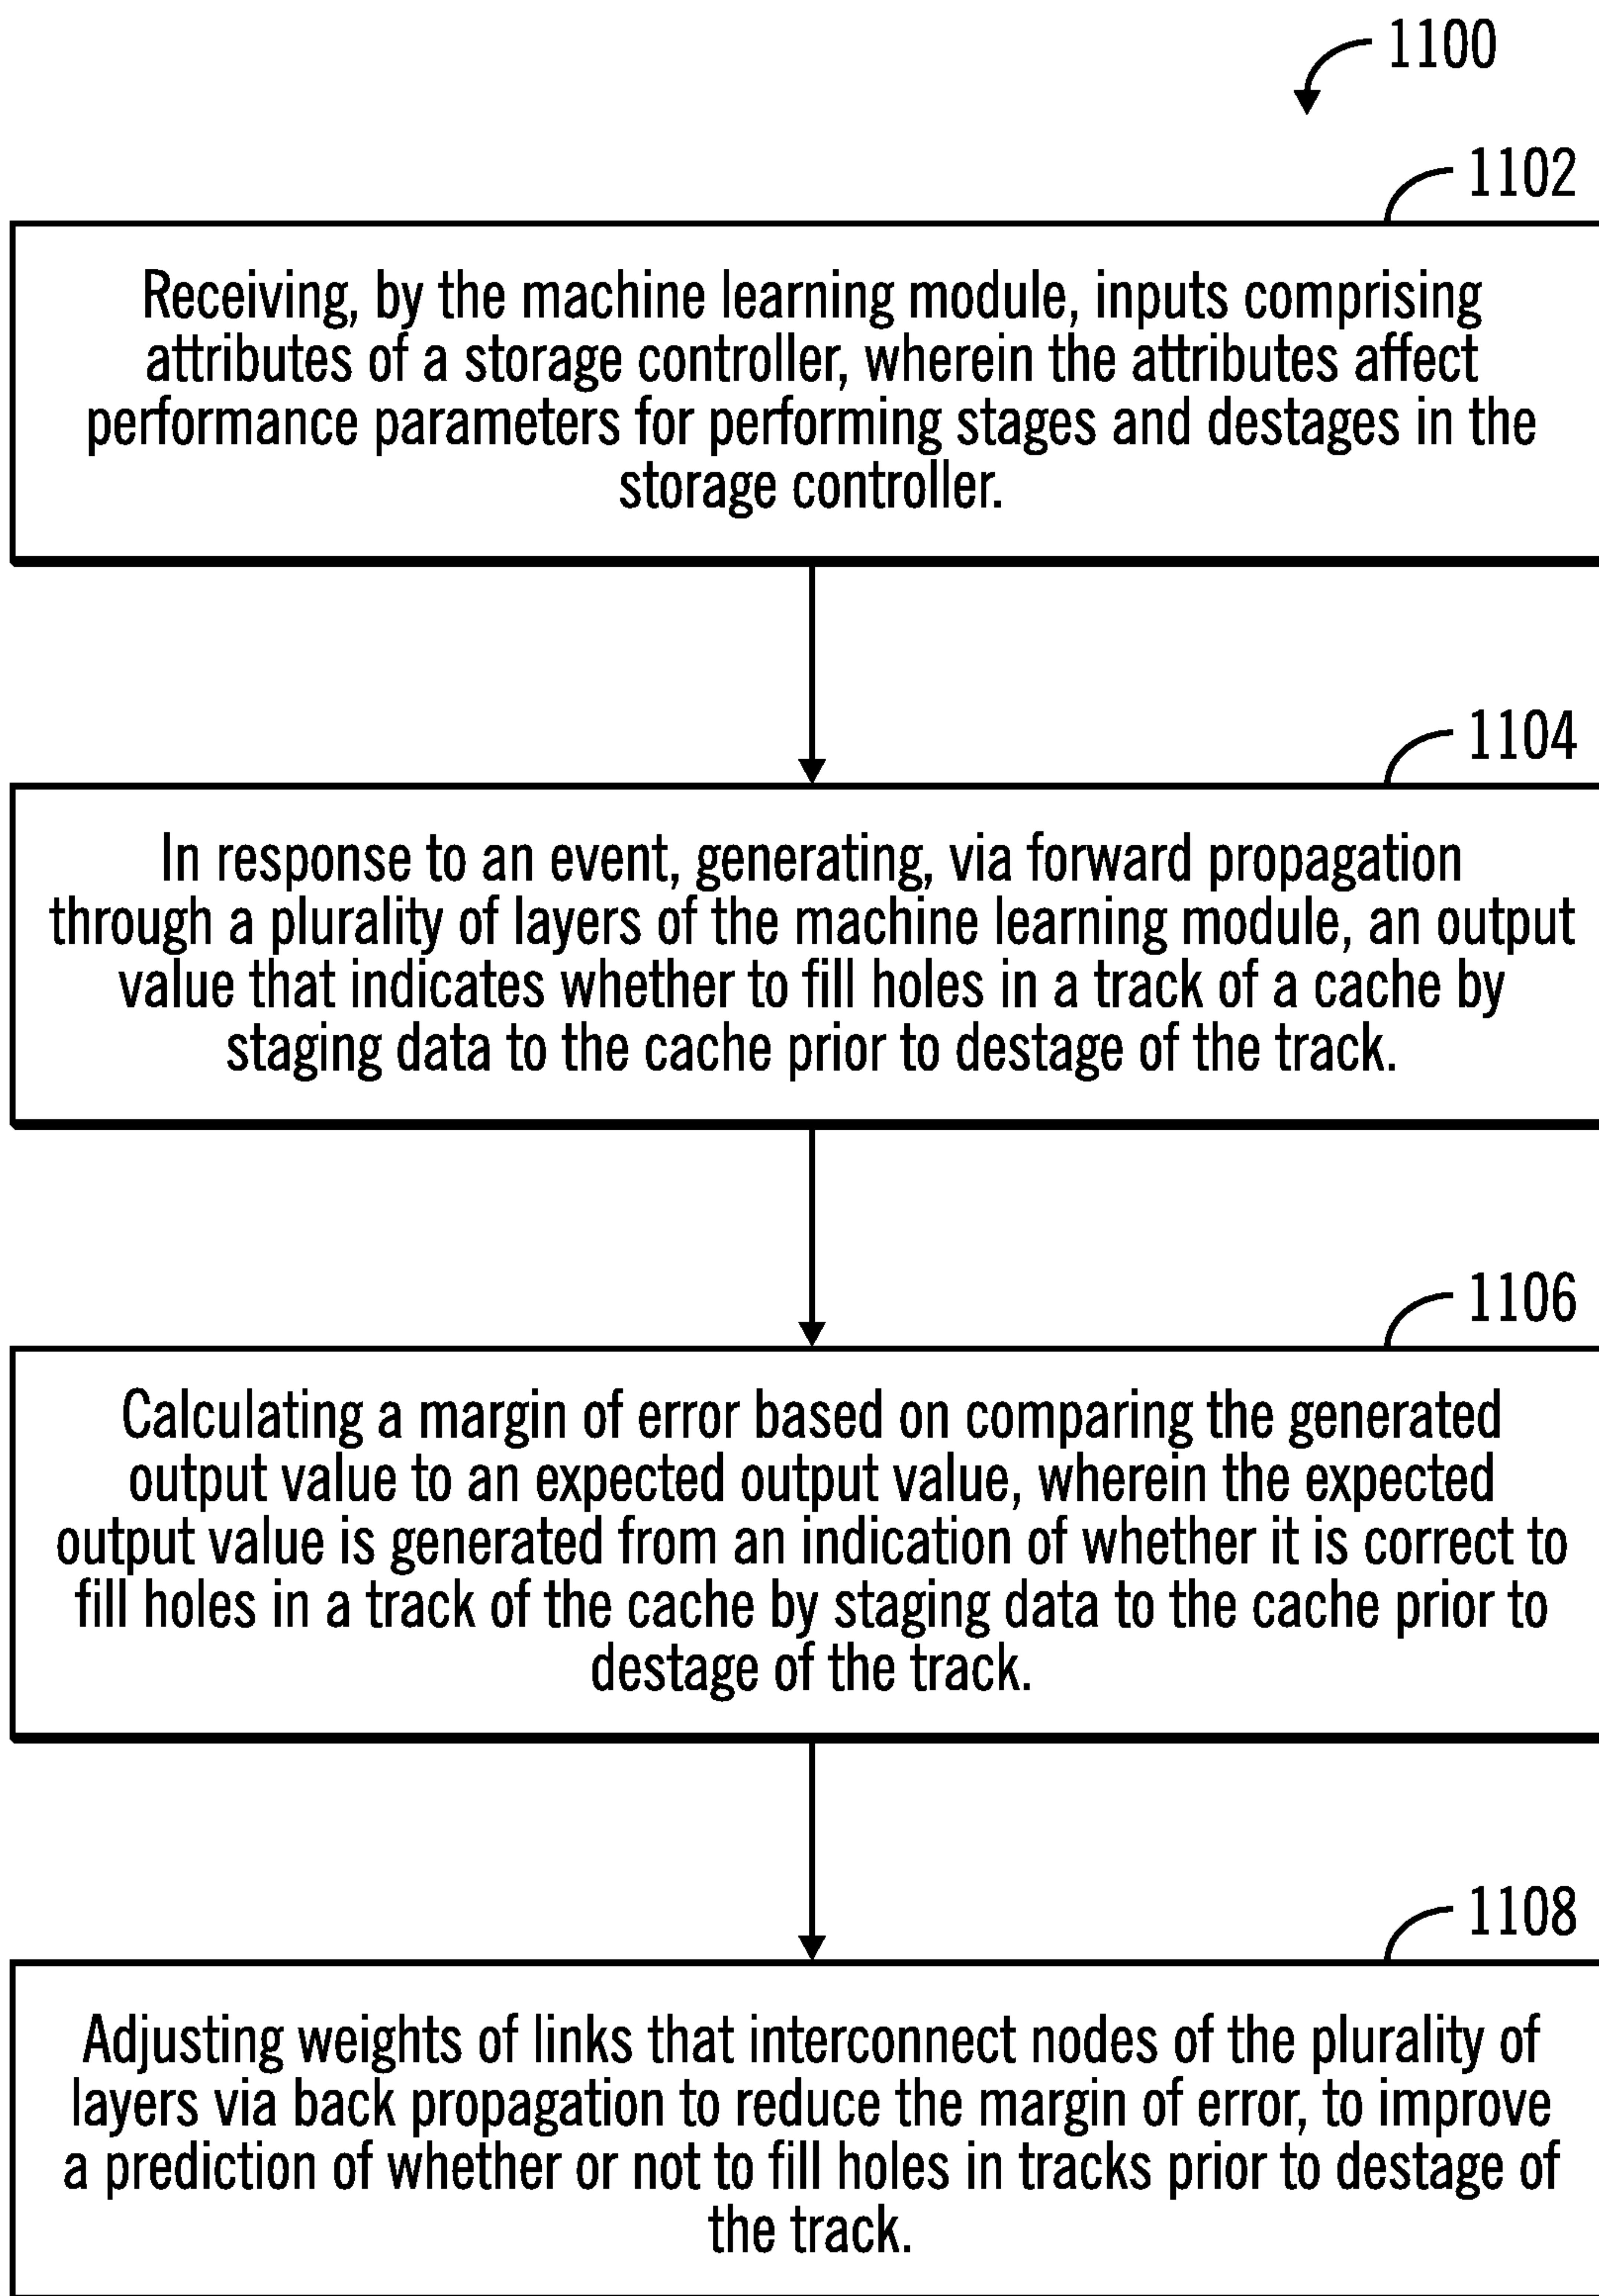 1100
1102
Receiving, by the machine learning module, inputs comprising
attributes of a storage controller, wherein the attributes affect
performance parameters for performing stages and destages in the
storage controller.
1104
In response to an event, generating, via forward propagation
through a plurality of layers of the machine learning module, an output
value that indicates whether to fill holes in a track of a cache by
staging data to the cache prior to destage of the track.
1106
Calculating a margin of error based on comparing the generated
output value to an expected output value, wherein the expected
output value is generated from an indication of whether it is correct to
fill holes in a track of the cache by staging data to the cache prior to
destage of the track.
1108
Adjusting weights of links that interconnect nodes of the plurality of
layers via back propagation to reduce the margin of error, to improve
a prediction of whether or not to fill holes in tracks prior to destage of
the track.